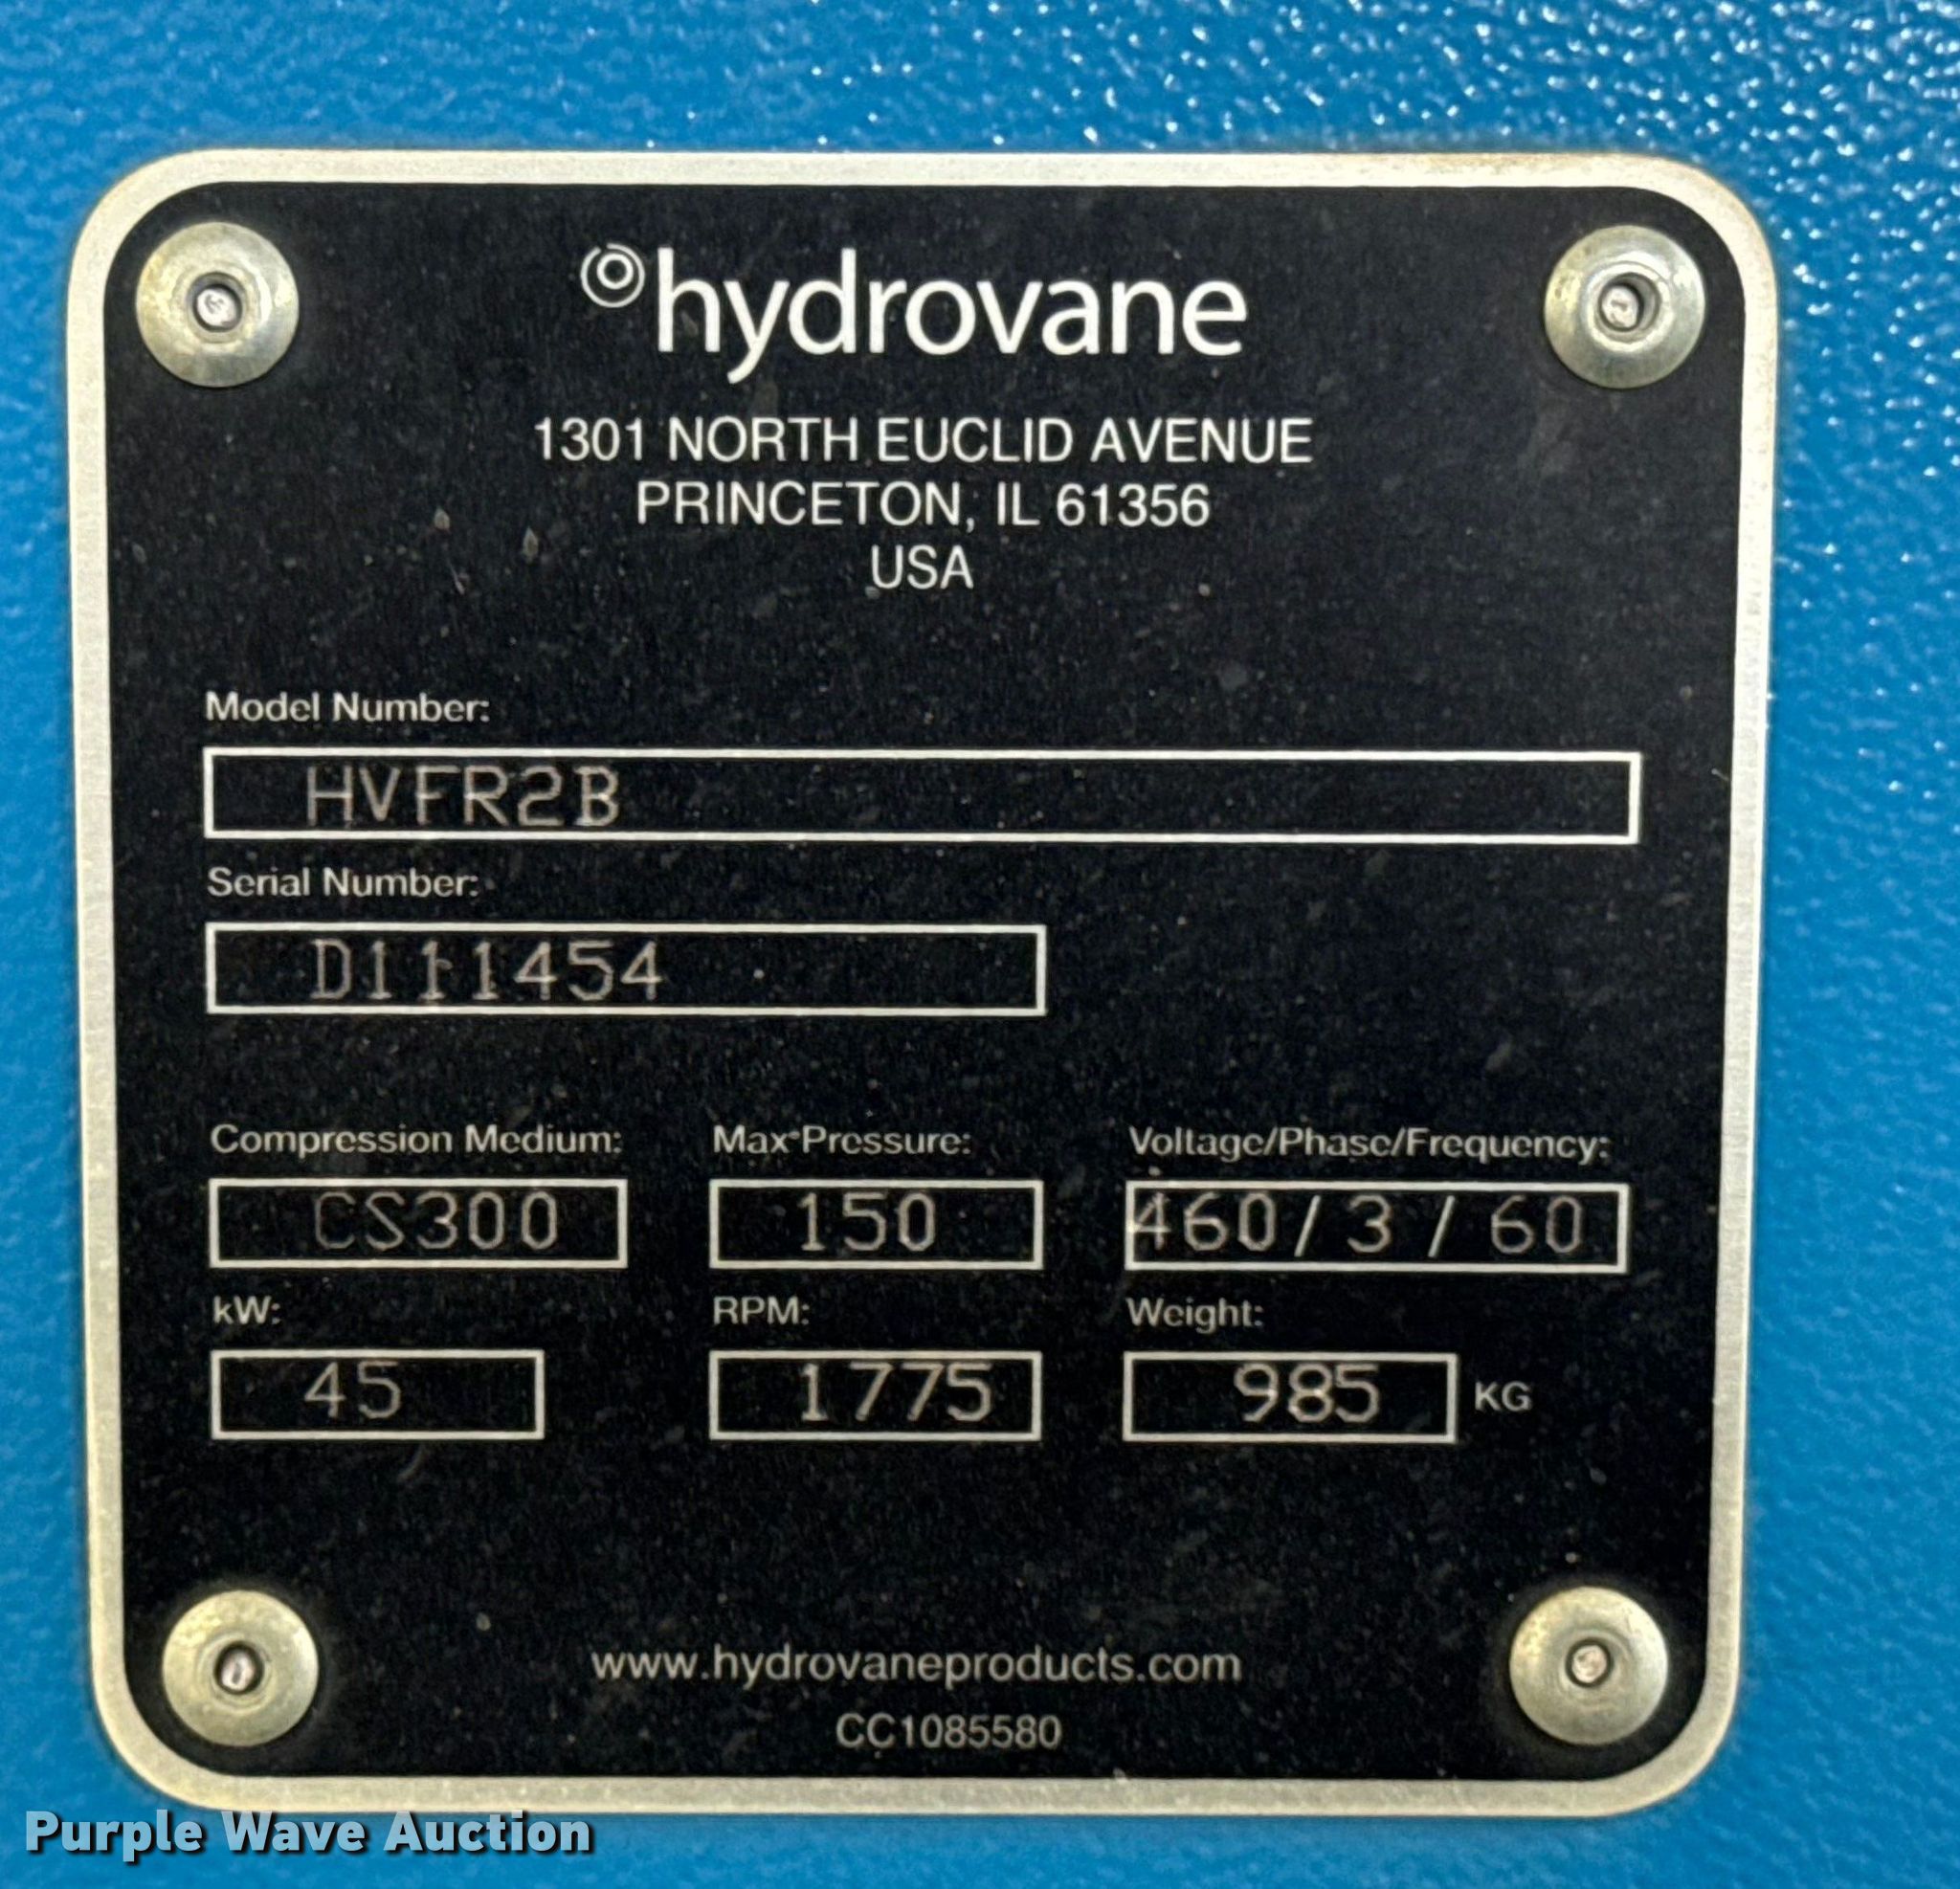 hydrovane
1301 NORTH EUCLID AVENUE
PRINCETON, IL 61356
USA
Model Number:
HVFR2B
Serial Number:
D111454
Compression Medium: Max Pressure: Voltage/Phase/Frequency:
CS300 150 460/3/60
kW: RPM: Weight:
45 1775 985 KG
www.hydrovaneproducts.com
CC1085580
Purple Wave Auction